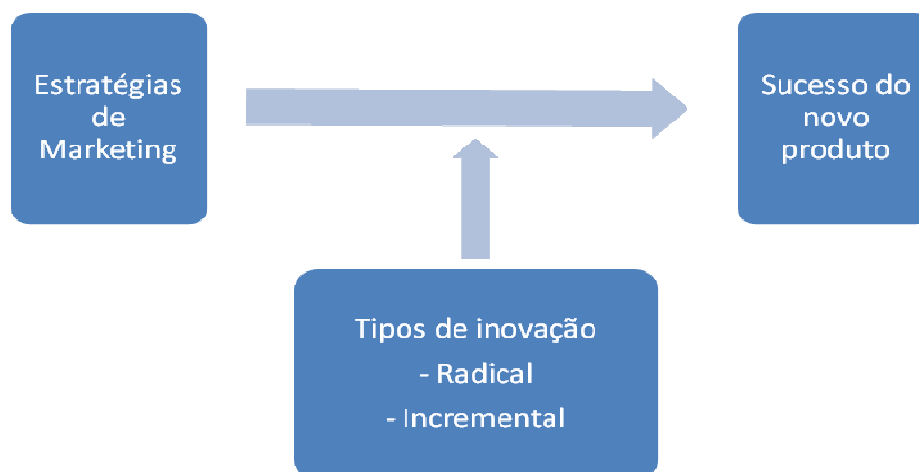 Estratégias
de
Marketing
Sucesso do
novo
produto
Tipos de inovação
- Radical
- Incremental